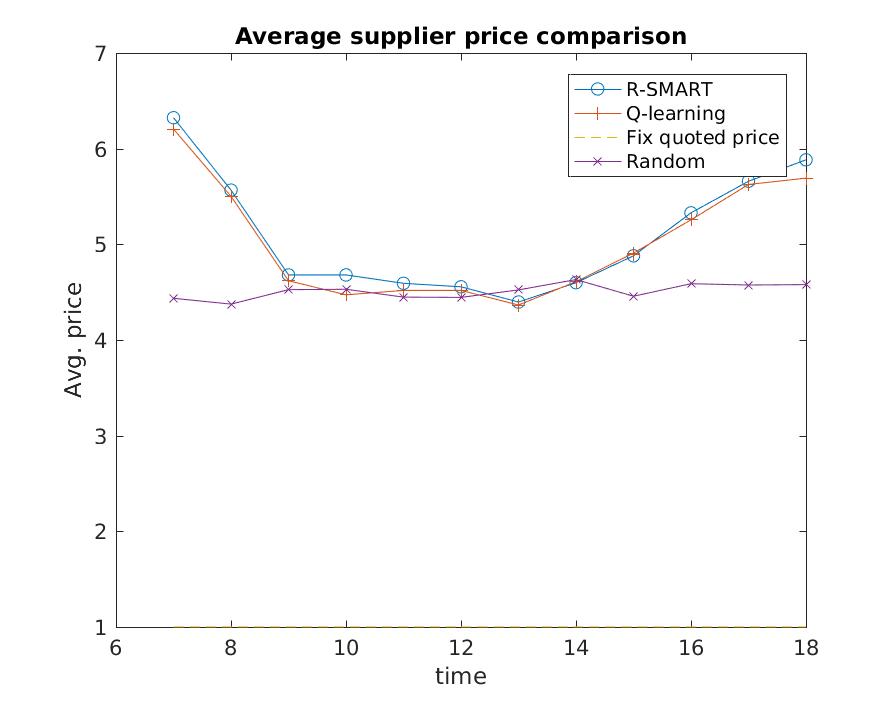 Average supplier price comparison
7
R-SMART
Q-learning
Fix quoted price
Random
6
5
4
3
2
1
Avg. price
6 8 10 12 14 16 18
time